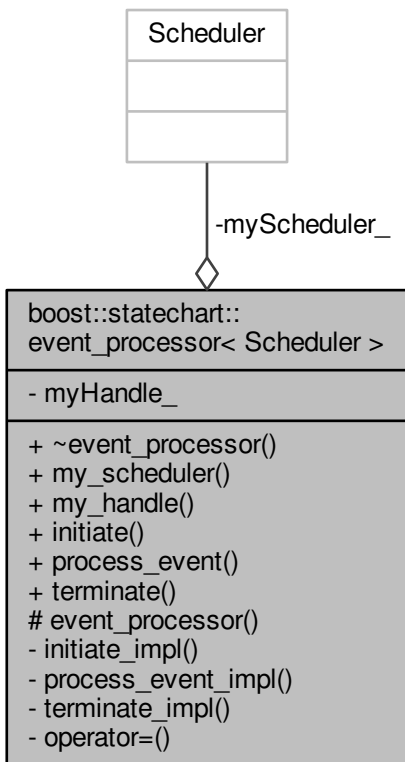 Scheduler
-myScheduler_
boost::statechart::
event_processor< Scheduler >
- myHandle_
+ ~event_processor()
+ my_scheduler()
+ my_handle()
+ initiate()
+ process_event()
+ terminate()
# event_processor()
- initiate_impl()
- process_event_impl()
- terminate_impl()
- operator=()